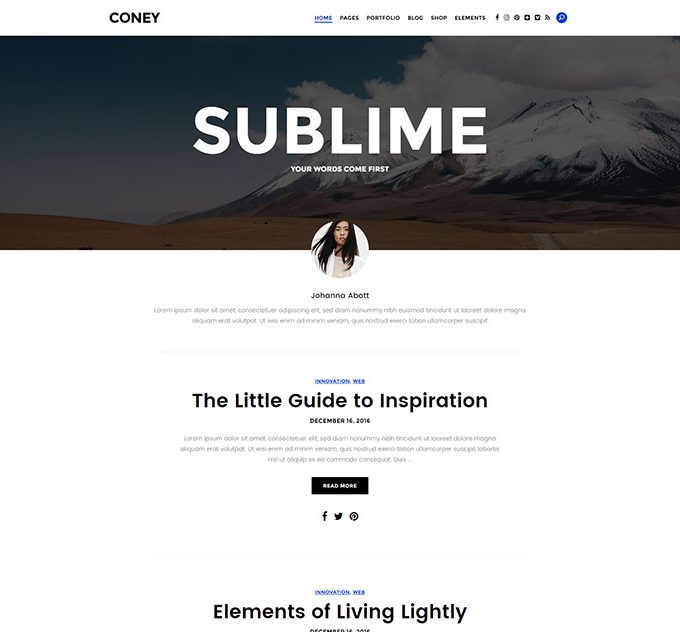 CONEY
HOME PAGES PORTFOLIO BLOG SHOP ELEMENTS
SUBLIME
YOUR WORDS COME FIRST
Johanna Abott
Lorem ipsum dolor sit amet, consectetuer adipiscing elit, sed diam nonummy nibh euismod tincidunt ut laoreet dolore magna
aliquam erat volutpat. Ut wisi enim ad minim veniam, quis nostrud exerci tation ullamcorper suscipit
INNOVATION, WEB
The Little Guide to Inspiration
DECEMBER 16, 2016
Lorem ipsum dolor sit amet, consectetuer adipiscing elit, sed diam nonummy nibh tincidunt ut laoreet dolore magna
aliquam erat volutpat. Ut wisi enim ad minim veniam, quis nostrud exerci tation ullamcorper suscipit lobortis
nisl ut aliquip ex ea commodo consequat. Duis ...
READ MORE
INNOVATION, WEB
Elements of Living Lightly
DECEMBER 16, 2016